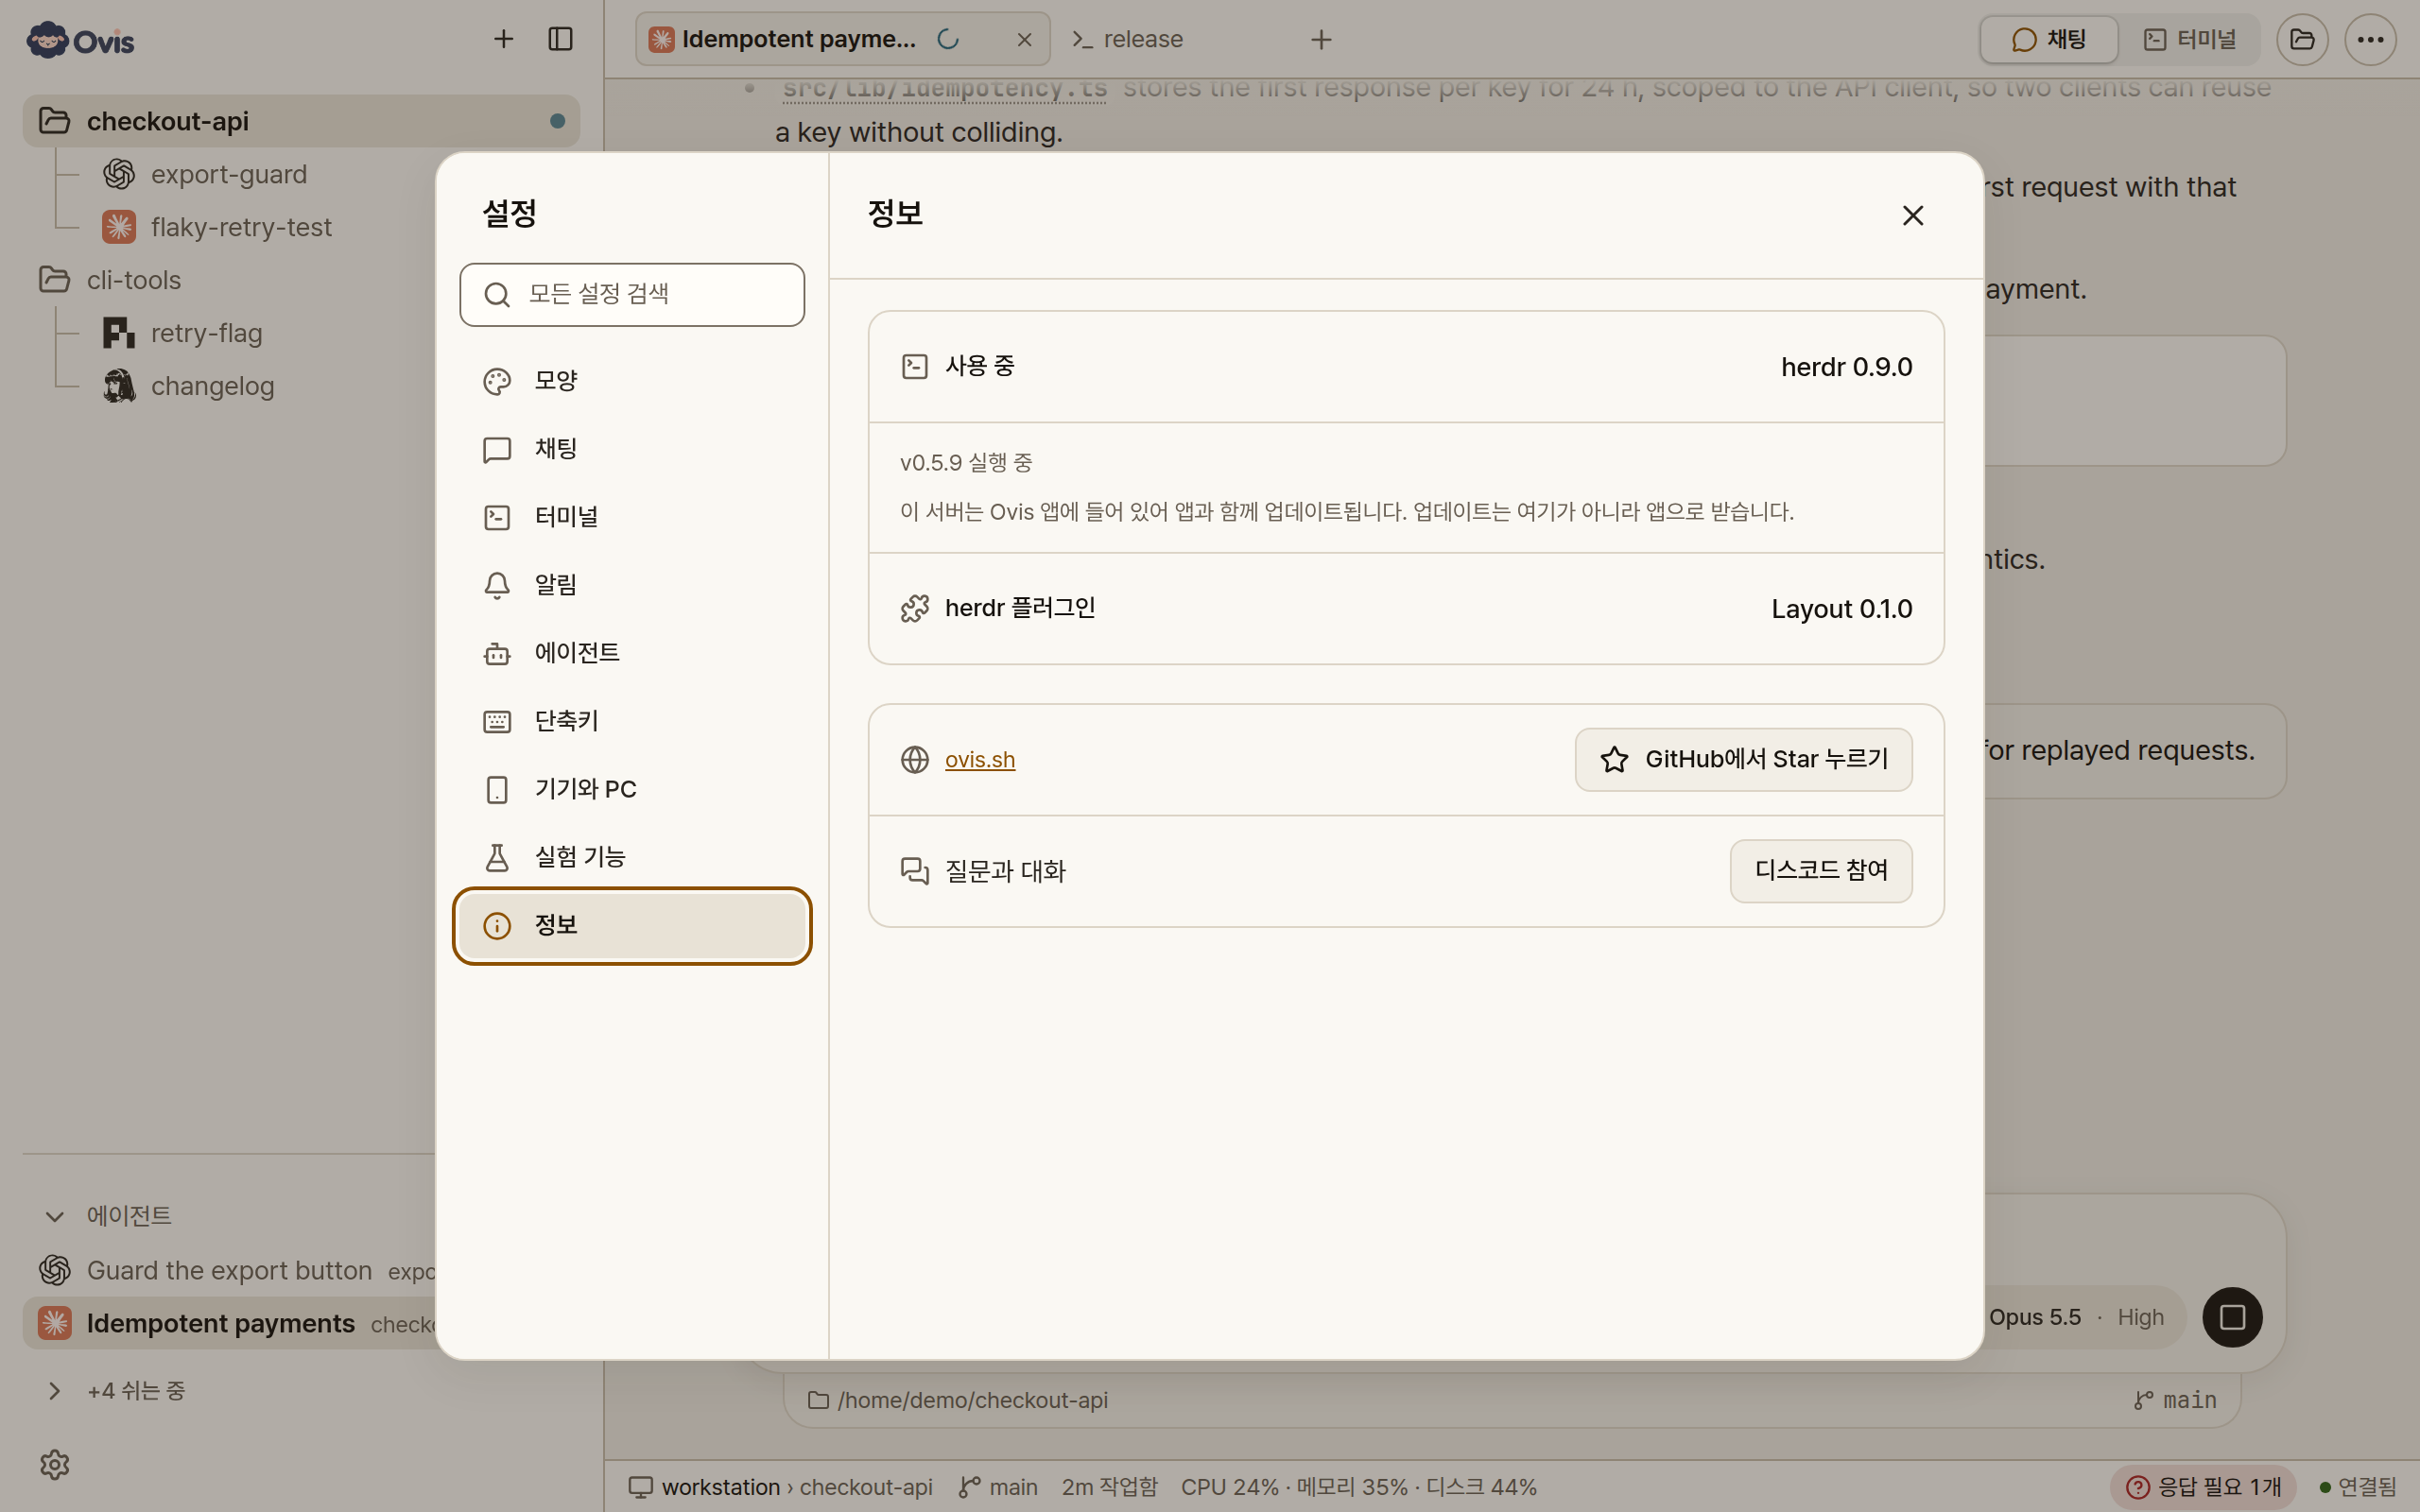 Ovis
Idempotent payme...
release
채팅
터미널
checkout-api
export-guard
flaky-retry-test
cli-tools
retry-flag
changelog
src/lib/idempotency.ts stores the first response per key for 24 h, scoped to the API client, so two clients can reuse
a key without colliding.
rst request with that
ayment.
ntics.
for replayed requests.
설정
모든 설정 검색
모양
채팅
터미널
알림
에이전트
단축키
기기와 PC
실험 기능
정보
정보
사용 중
herdr 0.9.0
v0.5.9 실행 중
이 서버는 Ovis 앱에 들어 있어 앱과 함께 업데이트됩니다. 업데이트는 여기가 아니라 앱으로 받습니다.
herdr 플러그인
Layout 0.1.0
ovis.sh
GitHub에서 Star 누르기
질문과 대화
디스코드 참여
에이전트
Guard the export button expo
Idempotent payments checko
+4 쉬는 중
Opus 5.5 · High
/home/demo/checkout-api
main
workstation › checkout-api main 2m 작업함 CPU 24% · 메모리 35% · 디스크 44%
응답 필요 1개
연결됨